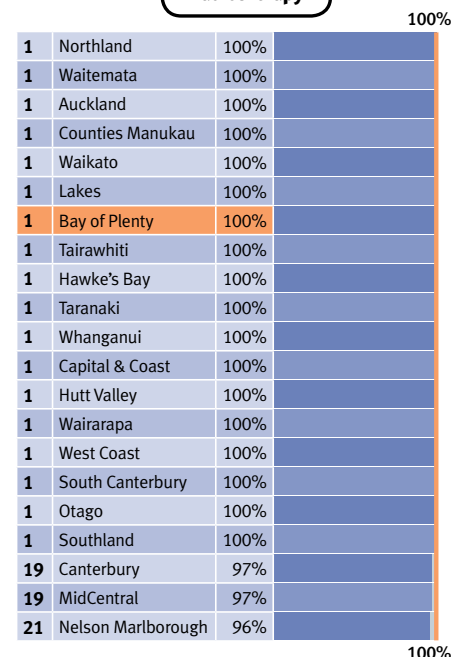 100%
1 Northland 100%
1 Waitemata 100%
1 Auckland 100%
1 Counties Manukau 100%
1 Waikato 100%
1 Lakes 100%
1 Bay of Plenty 100%
1 Tairawhiti 100%
1 Hawke’s Bay 100%
1 Taranaki 100%
1 Whanganui 100%
1 Capital & Coast 100%
1 Hutt Valley 100%
1 Wairarapa 100%
1 West Coast 100%
1 South Canterbury 100%
1 Otago 100%
1 Southland 100%
19 Canterbury 97%
19 MidCentral 97%
21 Nelson Marlborough 96%
100%